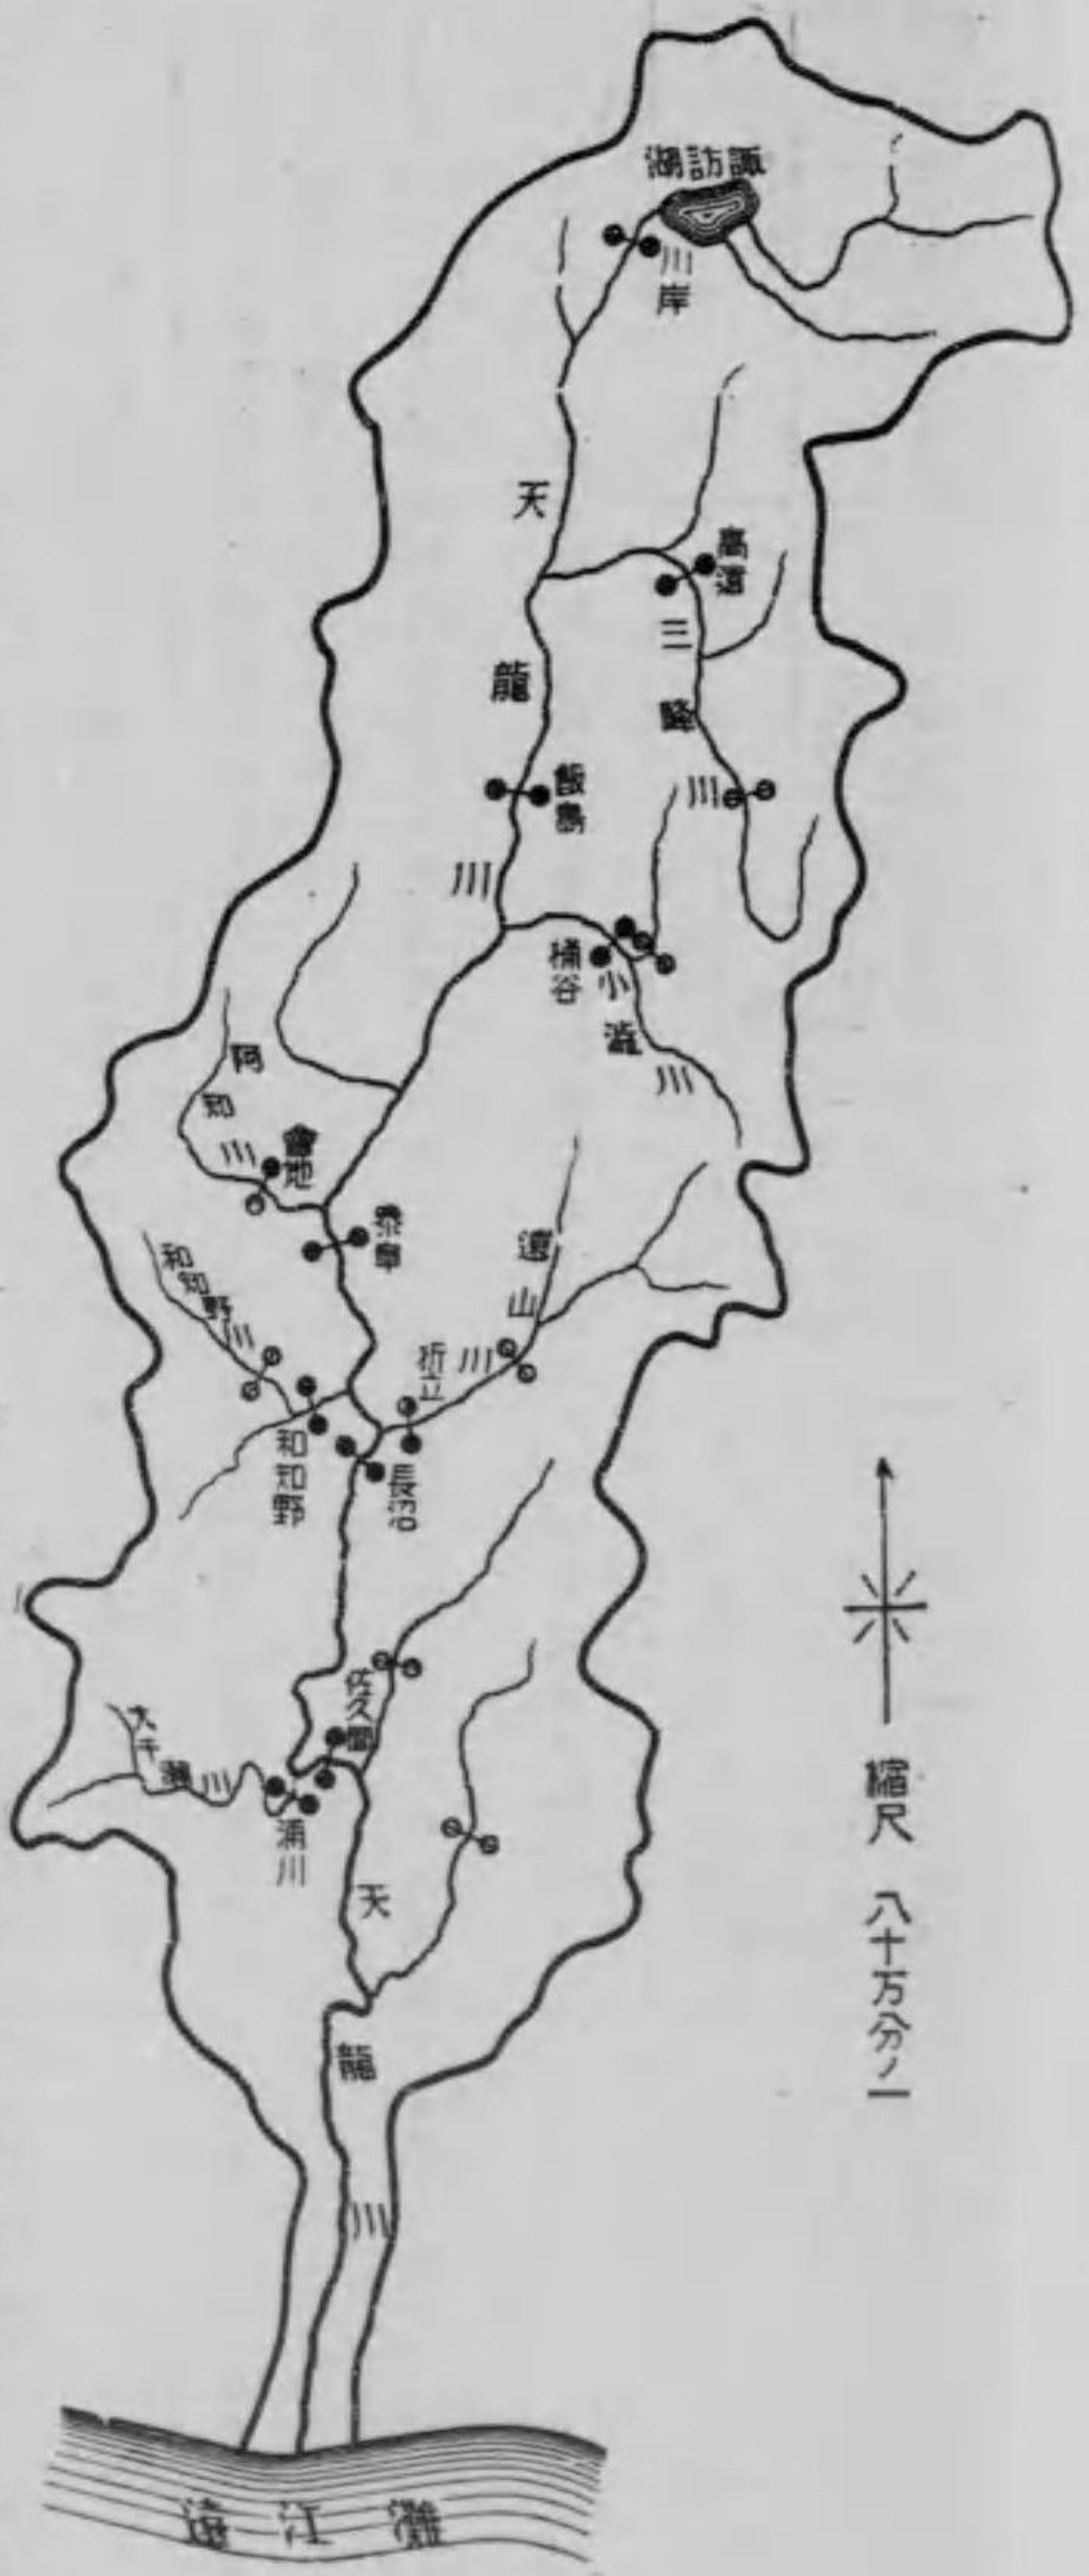 湖訪諏
川岸
天龍川
高遠
三峰川
飯島
桶谷
小澁川
阿知川
會地
泰阜
遠山川
和知野川
折立
和知野
長沼
佐久間
大千瀬川
浦川
天龍川
縮尺 八十万分ノ一
遠江灘